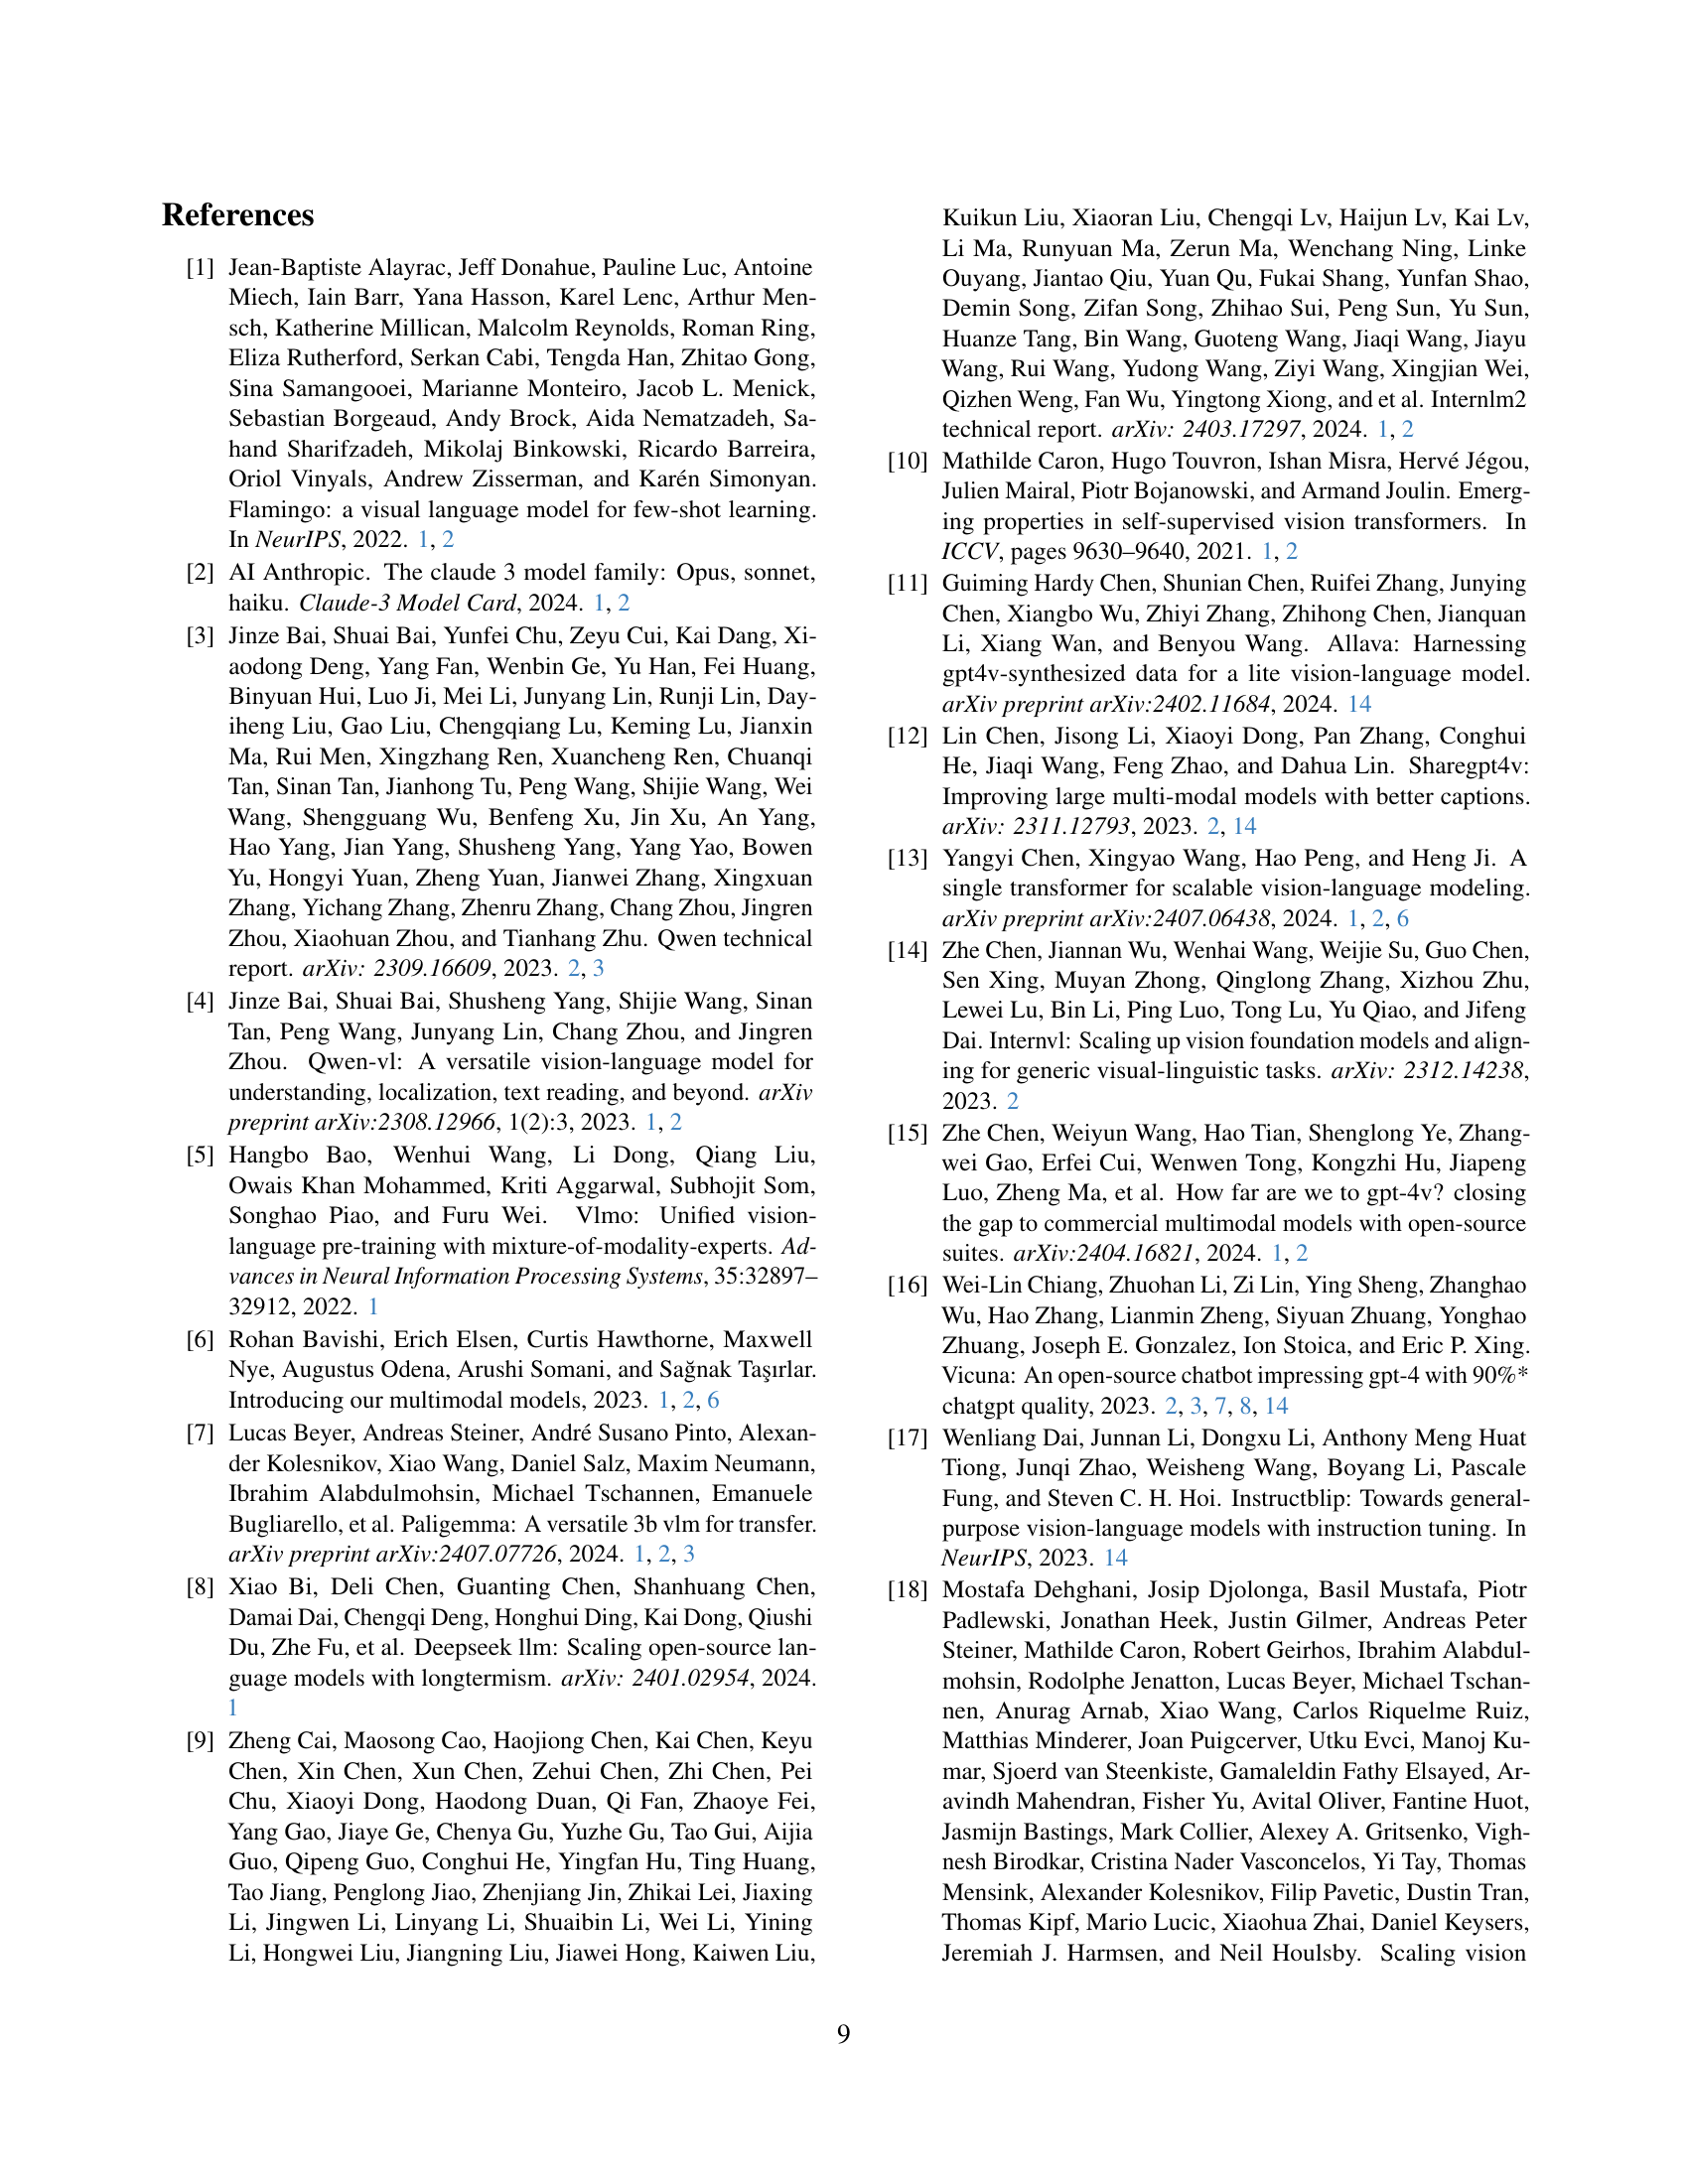 References
[1] Jean-Baptiste Alayrac, Jeff Donahue, Pauline Luc, Antoine
Miech, Iain Barr, Yana Hasson, Karel Lenc, Arthur Men-
sch, Katherine Millican, Malcolm Reynolds, Roman Ring,
Eliza Rutherford, Serkan Cabi, Tengda Han, Zhitao Gong,
Sina Samangooei, Marianne Monteiro, Jacob L. Menick,
Sebastian Borgeaud, Andy Brock, Aida Nematzadeh, Sa-
hand Sharifzadeh, Mikolaj Binkowski, Ricardo Barreira,
Oriol Vinyals, Andrew Zisserman, and Karén Simonyan.
Flamingo: a visual language model for few-shot learning.
In NeurIPS, 2022. 1, 2
[2] AI Anthropic. The claude 3 model family: Opus, sonnet,
haiku. Claude-3 Model Card, 2024. 1, 2
[3] Jinze Bai, Shuai Bai, Yunfei Chu, Zeyu Cui, Kai Dang, Xi-
aodong Deng, Yang Fan, Wenbin Ge, Yu Han, Fei Huang,
Binyuan Hui, Luo Ji, Mei Li, Junyang Lin, Runji Lin, Day-
iheng Liu, Gao Liu, Chengqiang Lu, Keming Lu, Jianxin
Ma, Rui Men, Xingzhang Ren, Xuancheng Ren, Chuanqi
Tan, Sinan Tan, Jianhong Tu, Peng Wang, Shijie Wang, Wei
Wang, Shengguang Wu, Benfeng Xu, Jin Xu, An Yang,
Hao Yang, Jian Yang, Shusheng Yang, Yang Yao, Bowen
Yu, Hongyi Yuan, Zheng Yuan, Jianwei Zhang, Xingxuan
Zhang, Yichang Zhang, Zhenru Zhang, Chang Zhou, Jingren
Zhou, Xiaohuan Zhou, and Tianhang Zhu. Qwen technical
report. arXiv: 2309.16609, 2023. 2, 3
[4] Jinze Bai, Shuai Bai, Shusheng Yang, Shijie Wang, Sinan
Tan, Peng Wang, Junyang Lin, Chang Zhou, and Jingren
Zhou. Qwen-vl: A versatile vision-language model for
understanding, localization, text reading, and beyond. arXiv
preprint arXiv:2308.12966, 1(2):3, 2023. 1, 2
[5] Hangbo Bao, Wenhui Wang, Li Dong, Qiang Liu,
Owais Khan Mohammed, Kriti Aggarwal, Subhojit Som,
Songhao Piao, and Furu Wei. Vlmo: Unified vision-
language pre-training with mixture-of-modality-experts. Ad-
vances in Neural Information Processing Systems, 35:32897–
32912, 2022. 1
[6] Rohan Bavishi, Erich Elsen, Curtis Hawthorne, Maxwell
Nye, Augustus Odena, Arushi Somani, and Sağnak Taşırlar.
Introducing our multimodal models, 2023. 1, 2, 6
[7] Lucas Beyer, Andreas Steiner, André Susano Pinto, Alexan-
der Kolesnikov, Xiao Wang, Daniel Salz, Maxim Neumann,
Ibrahim Alabdulmohsin, Michael Tschannen, Emanuele
Bugliarello, et al. Paligemma: A versatile 3b vlm for transfer.
arXiv preprint arXiv:2407.07726, 2024. 1, 2, 3
[8] Xiao Bi, Deli Chen, Guanting Chen, Shanhuang Chen,
Damai Dai, Chengqi Deng, Honghui Ding, Kai Dong, Qiushi
Du, Zhe Fu, et al. Deepseek llm: Scaling open-source lan-
guage models with longtermism. arXiv: 2401.02954, 2024.
1
[9] Zheng Cai, Maosong Cao, Haojiong Chen, Kai Chen, Keyu
Chen, Xin Chen, Xun Chen, Zehui Chen, Zhi Chen, Pei
Chu, Xiaoyi Dong, Haodong Duan, Qi Fan, Zhaoye Fei,
Yang Gao, Jiaye Ge, Chenya Gu, Yuzhe Gu, Tao Gui, Aijia
Guo, Qipeng Guo, Conghui He, Yingfan Hu, Ting Huang,
Tao Jiang, Penglong Jiao, Zhenjiang Jin, Zhikai Lei, Jiaxing
Li, Jingwen Li, Linyang Li, Shuaibin Li, Wei Li, Yining
Li, Hongwei Liu, Jiangning Liu, Jiawei Hong, Kaiwen Liu,
Kuikun Liu, Xiaoran Liu, Chengqi Lv, Haijun Lv, Kai Lv,
Li Ma, Runyuan Ma, Zerun Ma, Wenchang Ning, Linke
Ouyang, Jiantao Qiu, Yuan Qu, Fukai Shang, Yunfan Shao,
Demin Song, Zifan Song, Zhihao Sui, Peng Sun, Yu Sun,
Huanze Tang, Bin Wang, Guoteng Wang, Jiaqi Wang, Jiayu
Wang, Rui Wang, Yudong Wang, Ziyi Wang, Xingjian Wei,
Qizhen Weng, Fan Wu, Yingtong Xiong, and et al. Internlm2
technical report. arXiv: 2403.17297, 2024. 1, 2
[10] Mathilde Caron, Hugo Touvron, Ishan Misra, Hervé Jégou,
Julien Mairal, Piotr Bojanowski, and Armand Joulin. Emerg-
ing properties in self-supervised vision transformers. In
ICCV, pages 9630–9640, 2021. 1, 2
[11] Guiming Hardy Chen, Shunian Chen, Ruifei Zhang, Junying
Chen, Xiangbo Wu, Zhiyi Zhang, Zhihong Chen, Jianquan
Li, Xiang Wan, and Benyou Wang. Allava: Harnessing
gpt4v-synthesized data for a lite vision-language model.
arXiv preprint arXiv:2402.11684, 2024. 14
[12] Lin Chen, Jisong Li, Xiaoyi Dong, Pan Zhang, Conghui
He, Jiaqi Wang, Feng Zhao, and Dahua Lin. Sharegpt4v:
Improving large multi-modal models with better captions.
arXiv: 2311.12793, 2023. 2, 14
[13] Yangyi Chen, Xingyao Wang, Hao Peng, and Heng Ji. A
single transformer for scalable vision-language modeling.
arXiv preprint arXiv:2407.06438, 2024. 1, 2, 6
[14] Zhe Chen, Jiannan Wu, Wenhai Wang, Weijie Su, Guo Chen,
Sen Xing, Muyan Zhong, Qinglong Zhang, Xizhou Zhu,
Lewei Lu, Bin Li, Ping Luo, Tong Lu, Yu Qiao, and Jifeng
Dai. Internvl: Scaling up vision foundation models and align-
ing for generic visual-linguistic tasks. arXiv: 2312.14238,
2023. 2
[15] Zhe Chen, Weiyun Wang, Hao Tian, Shenglong Ye, Zhang-
wei Gao, Erfei Cui, Wenwen Tong, Kongzhi Hu, Jiapeng
Luo, Zheng Ma, et al. How far are we to gpt-4v? closing
the gap to commercial multimodal models with open-source
suites. arXiv:2404.16821, 2024. 1, 2
[16] Wei-Lin Chiang, Zhuohan Li, Zi Lin, Ying Sheng, Zhanghao
Wu, Hao Zhang, Lianmin Zheng, Siyuan Zhuang, Yonghao
Zhuang, Joseph E. Gonzalez, Ion Stoica, and Eric P. Xing.
Vicuna: An open-source chatbot impressing gpt-4 with 90%*
chatgpt quality, 2023. 2, 3, 7, 8, 14
[17] Wenliang Dai, Junnan Li, Dongxu Li, Anthony Meng Huat
Tiong, Junqi Zhao, Weisheng Wang, Boyang Li, Pascale
Fung, and Steven C. H. Hoi. Instructblip: Towards general-
purpose vision-language models with instruction tuning. In
NeurIPS, 2023. 14
[18] Mostafa Dehghani, Josip Djolonga, Basil Mustafa, Piotr
Padlewski, Jonathan Heek, Justin Gilmer, Andreas Peter
Steiner, Mathilde Caron, Robert Geirhos, Ibrahim Alabdul-
mohsin, Rodolphe Jenatton, Lucas Beyer, Michael Tschan-
nen, Anurag Arnab, Xiao Wang, Carlos Riquelme Ruiz,
Matthias Minderer, Joan Puigcerver, Utku Evci, Manoj Ku-
mar, Sjoerd van Steenkiste, Gamaleldin Fathy Elsayed, Ar-
avindh Mahendran, Fisher Yu, Avital Oliver, Fantine Huot,
Jasmijn Bastings, Mark Collier, Alexey A. Gritsenko, Vigh-
nesh Birodkar, Cristina Nader Vasconcelos, Yi Tay, Thomas
Mensink, Alexander Kolesnikov, Filip Pavetic, Dustin Tran,
Thomas Kipf, Mario Lucic, Xiaohua Zhai, Daniel Keysers,
Jeremiah J. Harmsen, and Neil Houlsby. Scaling vision
9